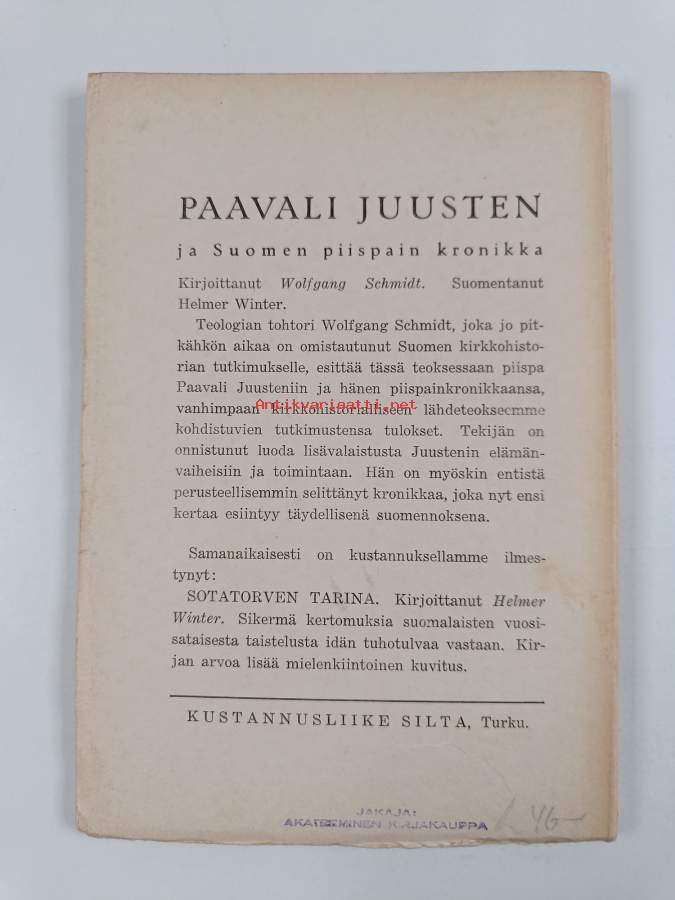 PAAVALI JUUSTEN
ja Suomen piispain kronikka
Kirjoittanut Wolfgang Schmidt. Suomentanut
Helmer Winter.
Teologian tohtori Wolfgang Schmidt, joka jo pit-
kähkön aikaa on omistautunut Suomen kirkkohisto-
rian tutkimukselle, esittää tässä teoksessaan piispa
Paavali Juusteniin ja hänen piispainkronikkaansa,
vanhimpaan kirkkohistorialliseen lähdeteokseemme
Antikvariaatti.net
kohdistuvien tutkimustensa tulokset. Tekijän on
onnistunut luoda lisävalaistusta Juustenin elämän-
vaiheisiin ja toimintaan. Hän on myöskin entistä
perusteellisemmin selittänyt kronikkaa, joka nyt ensi
kertaa esiintyy täydellisenä suomennoksena.
Samanaikaisesti on kustannuksellamme ilmes-
tynyt:
SOTATORVEN TARINA. Kirjoittanut Helmer
Winter. Sikermä kertomuksia suomalaisten vuosi-
sataisesta taistelusta idän tuhotulvaa vastaan. Kir-
jan arvoa lisää mielenkiintoinen kuvitus.
KUSTANNUSLIIKE SILTA, Turku.
JAKAJA:
AKATEEMINEN KIRJAKAUPPA
46-